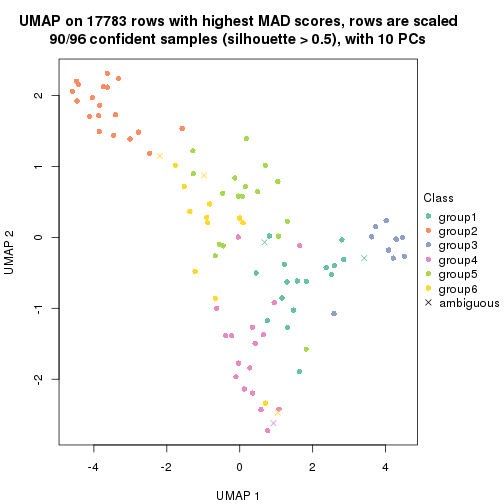 UMAP on 17783 rows with highest MAD scores, rows are scaled
90/96 confident samples (silhouette > 0.5), with 10 PCs
UMAP 2
2
1
0
-1
-2
-4
-2
0
2
4
UMAP 1
Class
group1
group2
group3
group4
group5
group6
ambiguous